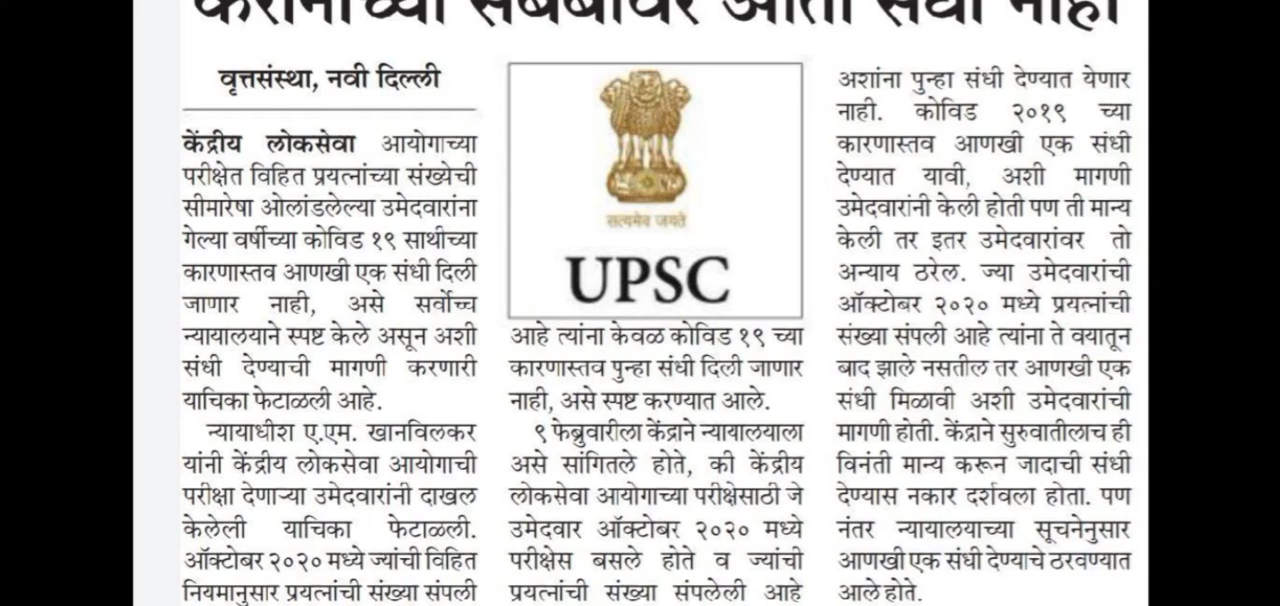 करोनाच्या सबबीवर आता संधी नाही
वृत्तसंस्था, नवी दिल्ली
केंद्रीय लोकसेवा आयोगाच्या
परीक्षेत विहित प्रयत्नांच्या संख्येची
सीमारेषा ओलांडलेल्या उमेदवारांना
गेल्या वर्षीच्या कोविड १९ साथीच्या
कारणास्तव आणखी एक संधी दिली
जाणार नाही, असे सर्वोच्च
न्यायालयाने स्पष्ट केले असून अशी
संधी देण्याची मागणी करणारी
याचिका फेटाळली आहे.
न्यायाधीश ए.एम. खानविलकर
यांनी केंद्रीय लोकसेवा आयोगाची
परीक्षा देणाऱ्या उमेदवारांनी दाखल
केलेली याचिका फेटाळली.
ऑक्टोबर २०२० मध्ये ज्यांची विहित
नियमानुसार प्रयत्नांची संख्या संपली
सत्यमेव जयते
UPSC
आहे त्यांना केवळ कोविड १९ च्या
कारणास्तव पुन्हा संधी दिली जाणार
नाही, असे स्पष्ट करण्यात आले.
९ फेब्रुवारीला केंद्राने न्यायालयाला
असे सांगितले होते, की केंद्रीय
लोकसेवा आयोगाच्या परीक्षेसाठी जे
उमेदवार ऑक्टोबर २०२० मध्ये
परीक्षेस बसले होते व ज्यांची
प्रयत्नांची संख्या संपलेली आहे
अशांना पुन्हा संधी देण्यात येणार
नाही. कोविड २०१९ च्या
कारणास्तव आणखी एक संधी
देण्यात यावी, अशी मागणी
उमेदवारांनी केली होती पण ती मान्य
केली तर इतर उमेदवारांवर तो
अन्याय ठरेल. ज्या उमेदवारांची
ऑक्टोबर २०२० मध्ये प्रयत्नांची
संख्या संपली आहे त्यांना ते वयातून
बाद झाले नसतील तर आणखी एक
संधी मिळावी अशी उमेदवारांची
मागणी होती. केंद्राने सुरुवातीलाच ही
विनंती मान्य करून जादाची संधी
देण्यास नकार दर्शवला होता. पण
नंतर न्यायालयाच्या सूचनेनुसार
आणखी एक संधी देण्याचे ठरवण्यात
आले होते.